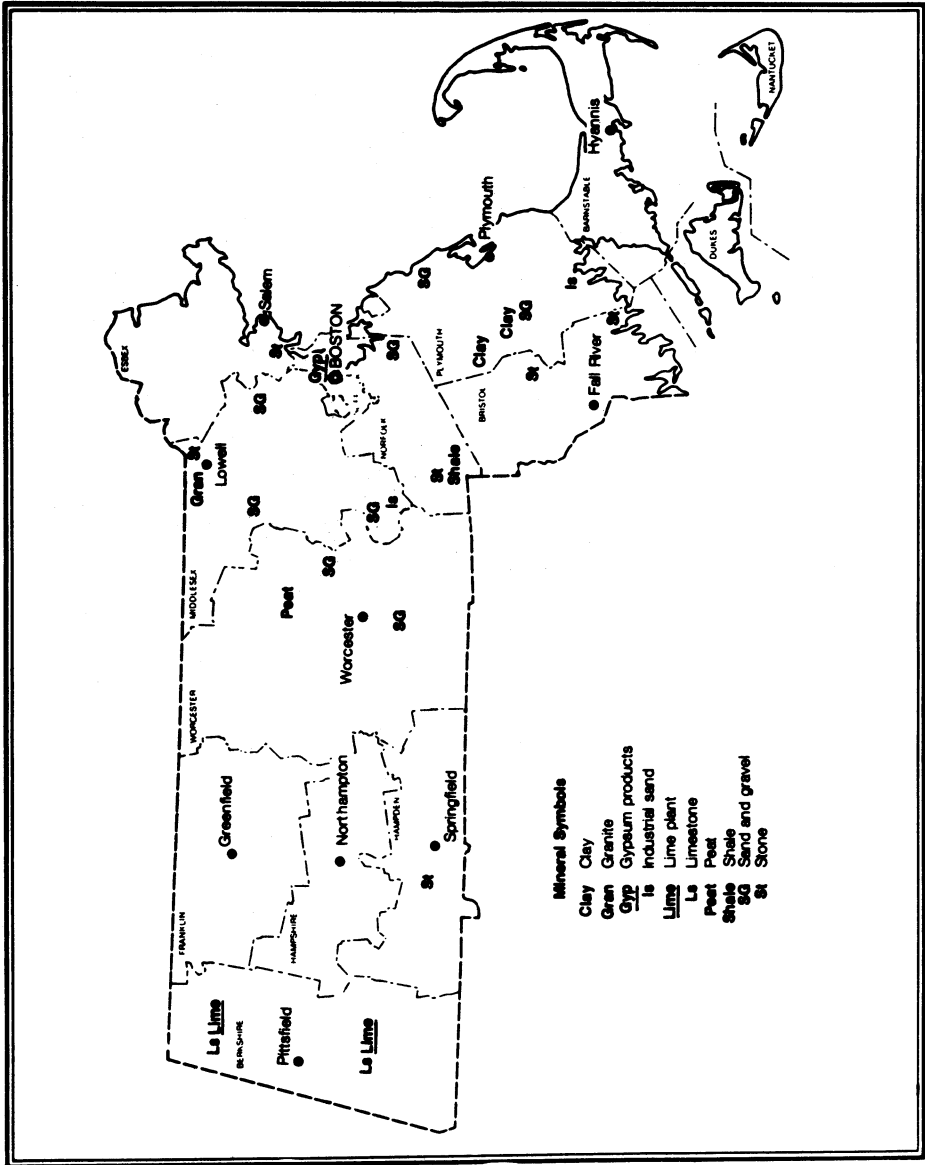 ESSEX
Salem
St
SG
Gyp
BOSTON
St
Gran
Lowell
MIDDLESEX
SG
SG
SG
NORFOLK
SG
Is
SG
Peat
Worcester
SG
WORCESTER
St
Shale
PLYMOUTH
BRISTOL
Clay
Clay
SG
St
Fall River
St
Is
Plymouth
BARNSTABLE
Hyannis
DUKES
NANTUCKET
FRANKLIN
Greenfield
HAMPSHIRE
Northampton
HAMPDEN
St
Springfield
Ls Lime
BERKSHIRE
Pittsfield
Ls Lime
Mineral Symbols
Clay Clay
Gran Granite
Gyp Gypsum products
Is Industrial sand
Lime Lime plant
Ls Limestone
Peat Peat
Shale Shale
SG Sand and gravel
St Stone